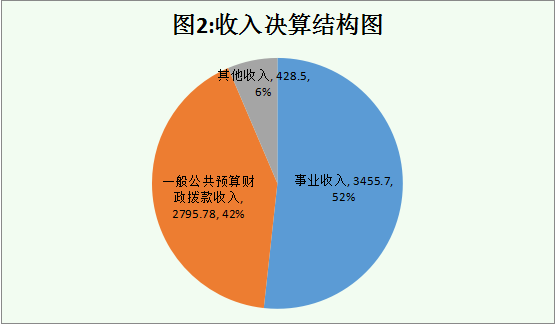 图2:收入决算结构图
其他收入, 428.5,
6%
事业收入, 3455.7,
52%
一般公共预算财
政拨款收入,
2795.78, 42%